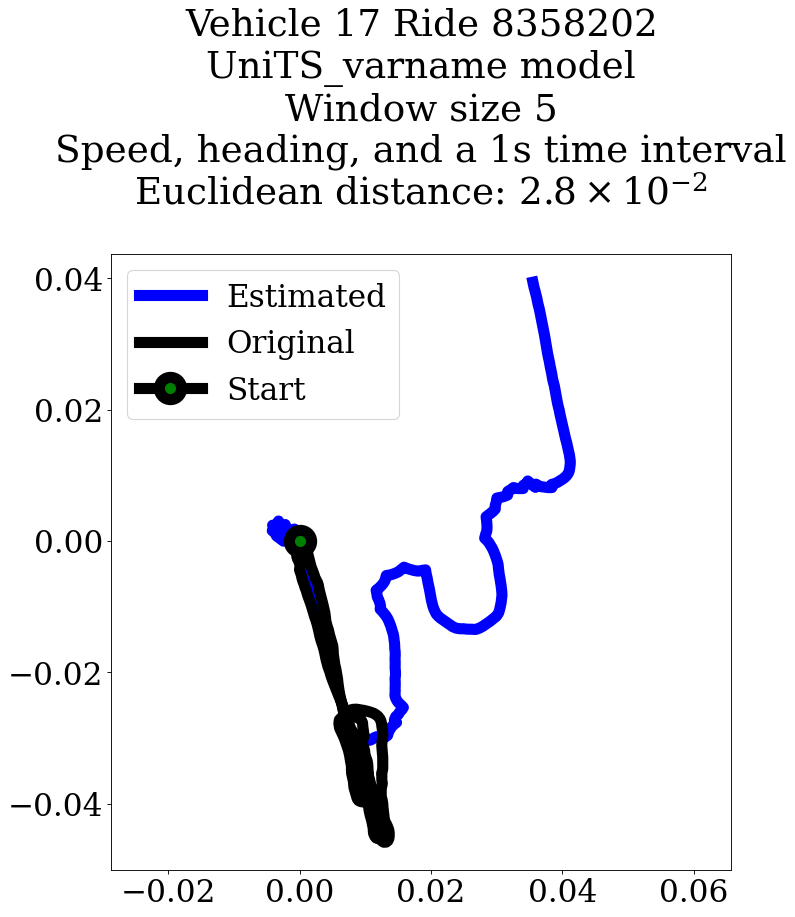 Vehicle 17 Ride 8358202
UniTS_varname model
Window size 5
Speed, heading, and a 1s time interval
Euclidean distance: 2.8 × 10⁻²
Estimated
Original
Start
0.04
0.02
0.00
−0.02
−0.04
−0.02 0.00 0.02 0.04 0.06